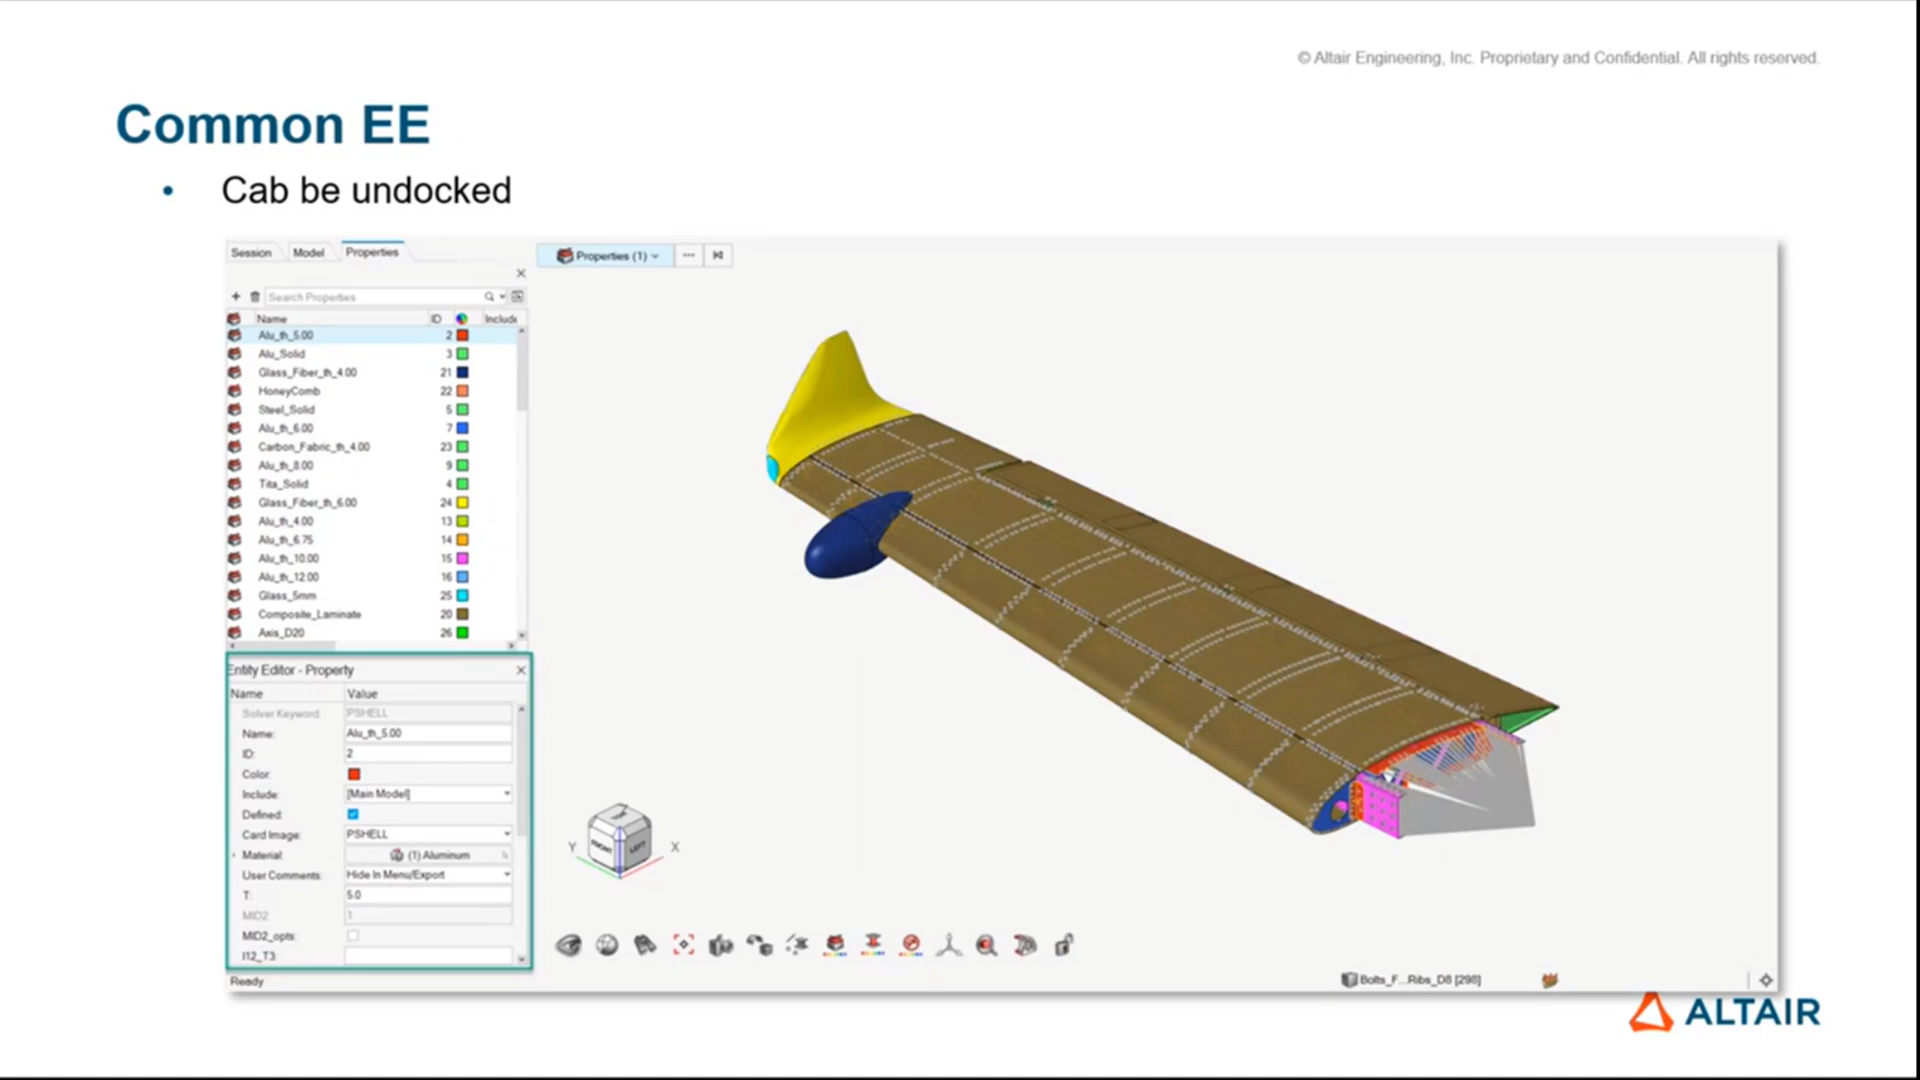 © Altair Engineering, Inc. Proprietary and Confidential. All rights reserved.
Common EE
• Cab be undocked
Session Model Properties
Properties (1)
Search Properties
Name ID Include
Alu_th_5.00 2
Alu_Solid 3
Glass_Fiber_th_4.00 21
HoneyComb 22
Steel_Solid 5
Alu_th_6.00 7
Carbon_Fabric_th_4.00 23
Alu_th_8.00 9
Tita_Solid 4
Glass_Fiber_th_6.00 24
Alu_th_4.00 13
Alu_th_6.75 14
Alu_th_10.00 15
Alu_th_12.00 16
Glass_5mm 25
Composite_Laminate 20
Axis_D20 26
Entity Editor - Property
Name Value
Solver Keyword: PSHELL
Name: Alu_th_5.00
ID: 2
Color:
Include: [Main Model]
Defined:
Card Image: PSHELL
Material: (1) Aluminum
User Comments: Hide In Menu/Export
T: 5.0
MID2: 1
MID2_opts:
I12_T3:
FRONT LEFT
Y X
Ready
Bolts_F...Ribs_D8 [298]
ALTAIR